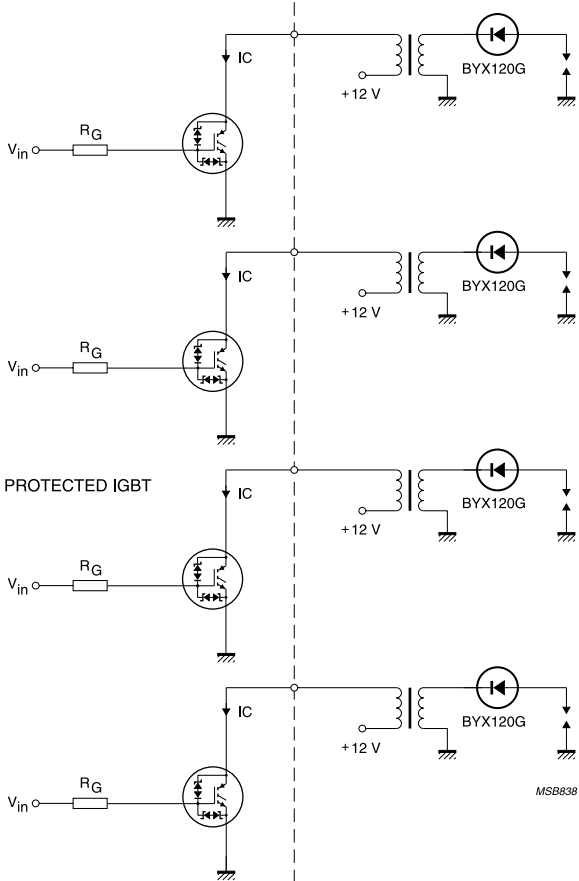 IC
BYX120G
+12 V
RG
Vin
IC
BYX120G
+12 V
RG
Vin
PROTECTED IGBT
IC
BYX120G
+12 V
RG
Vin
IC
BYX120G
+12 V
MSB838
RG
Vin